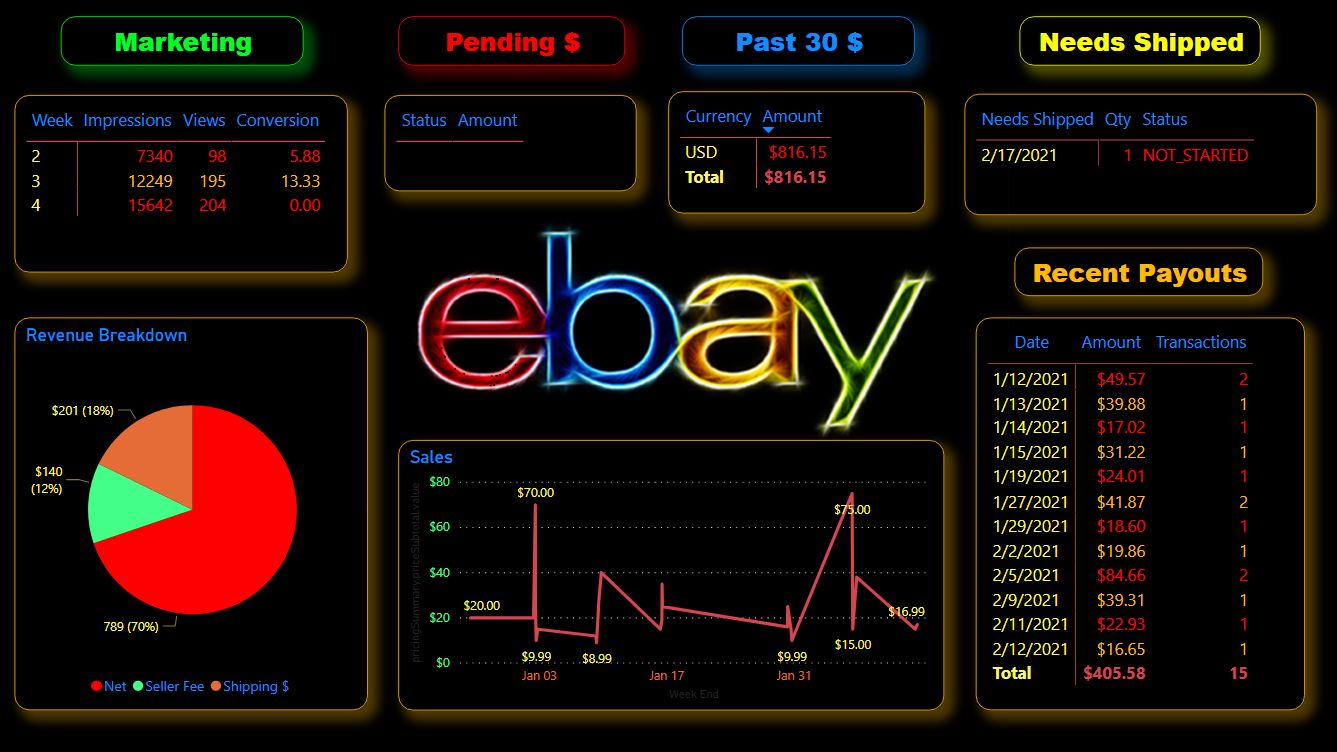 Marketing
Pending $
Past 30 $
Needs Shipped
Week Impressions Views Conversion
2 7340 98 5.88
3 12249 195 13.33
4 15642 204 0.00
Status Amount
Currency Amount
USD $816.15
Total $816.15
Needs Shipped Qty Status
2/17/2021 1 NOT_STARTED
ebay
Recent Payouts
Date Amount Transactions
1/12/2021 $49.57 2
1/13/2021 $39.88 1
1/14/2021 $17.02 1
1/15/2021 $31.22 1
1/19/2021 $24.01 1
1/27/2021 $41.87 2
1/29/2021 $18.60 1
2/2/2021 $19.86 1
2/5/2021 $84.66 2
2/9/2021 $39.31 1
2/11/2021 $22.93 1
2/12/2021 $16.65 1
Total $405.58 15
Revenue Breakdown
$201 (18%)
$140
(12%)
789 (70%)
Net Seller Fee Shipping $
Sales
pricingSummary.priceSubtotal.value
$80
$60
$40
$20
$0
$20.00
$70.00
$9.99
$8.99
$9.99
$75.00
$15.00
$16.99
Jan 03 Jan 17 Jan 31
Week End